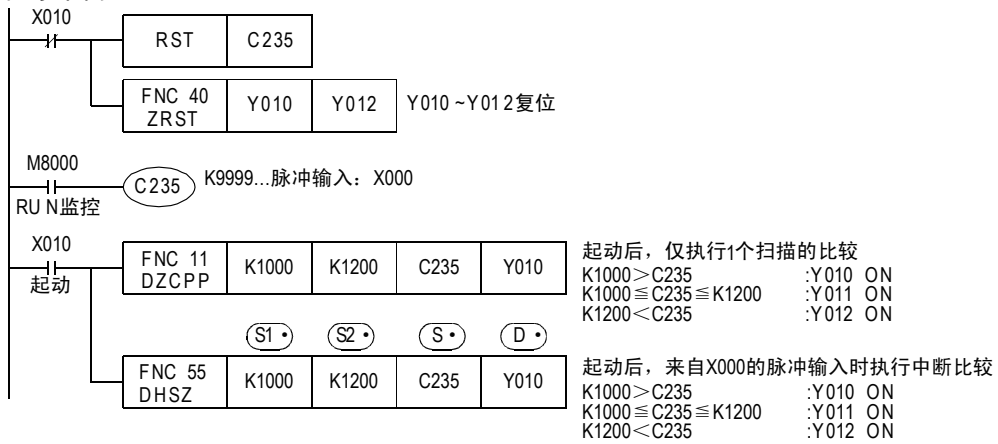 X010
RST C235
FNC 40 ZRST Y010 Y012 Y010 ~Y012复位
M8000
C235 K9999...脉冲输入：X000
RUN监控
X010
起动
FNC 11 DZCPP K1000 K1200 C235 Y010
起动后，仅执行1个扫描的比较
K1000＞C235 :Y010 ON
K1000≦C235≦K1200 :Y011 ON
K1200＜C235 :Y012 ON
S1• S2• S• D•
FNC 55 DHSZ K1000 K1200 C235 Y010
起动后，来自X000的脉冲输入时执行中断比较
K1000＞C235 :Y010 ON
K1000≦C235≦K1200 :Y011 ON
K1200＜C235 :Y012 ON